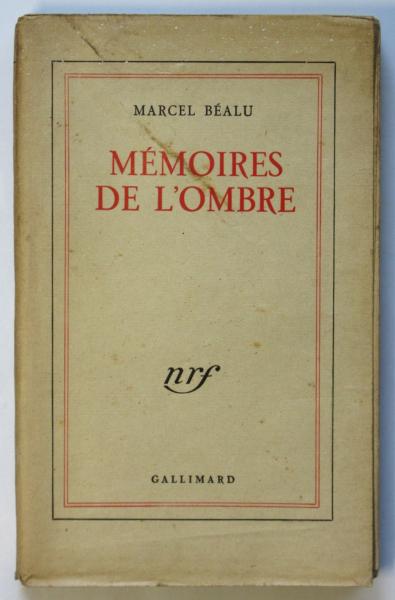 MARCEL BÉALU
MÉMOIRES
DE L'OMBRE
nrf
GALLIMARD